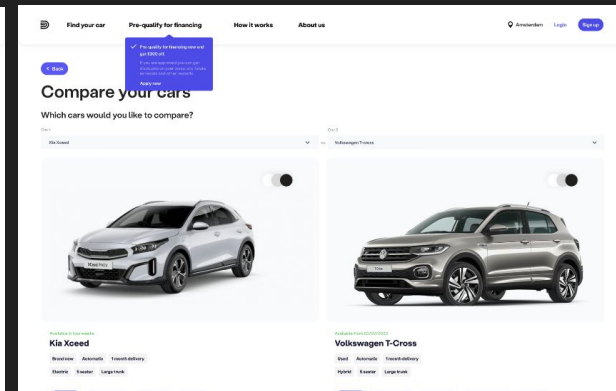 Find your car
Pre-qualify for financing
How it works
About us
Amsterdam
Login
Sign up
Pre-qualify for financing now and
get €300 off.
Apply now
< Back
Compare your cars
Which cars would you like to compare?
Car 1
Car 2
Kia Xceed
vs
Volkswagen T-cross
Available in two weeks
Kia Xceed
Brand new
Automatic
1 month delivery
Electric
5 seater
Large trunk
Volkswagen T-Cross
Used
Automatic
1 month delivery
Hybrid
5 seater
Large trunk